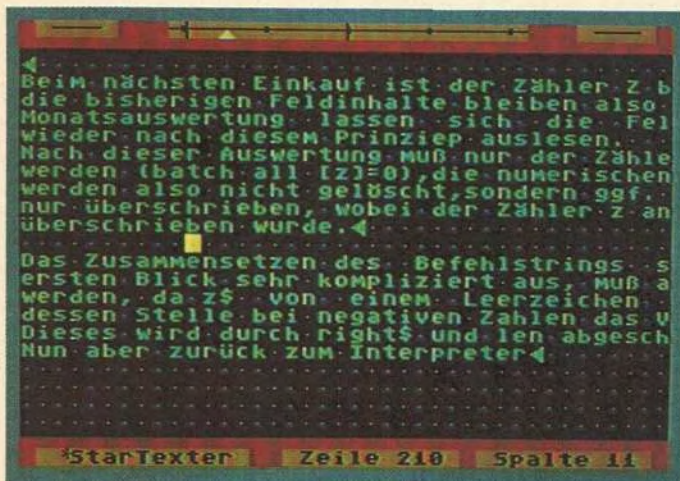 Beim nächsten Einkauf ist der Zähler Z b
die bisherigen Feldinhalte bleiben also
Monatsauswertung lassen sich die Fel
wieder nach diesem Prinziep auslesen.
Nach dieser Auswertung muß nur der Zähle
werden (batch all [z]=0),die numerischen
werden also nicht gelöscht,sondern ggf.
nur überschrieben, wobei der Zähler z an
überschrieben wurde.
Das Zusammensetzen des Befehlstrings s
ersten Blick sehr kompliziert aus, muß a
werden, da z$ von einem Leerzeichen
dessen Stelle bei negativen Zahlen das V
Dieses wird durch right$ und len abgesch
Nun aber zurück zum Interpreter
*StarTexter Zeile 210 Spalte 11